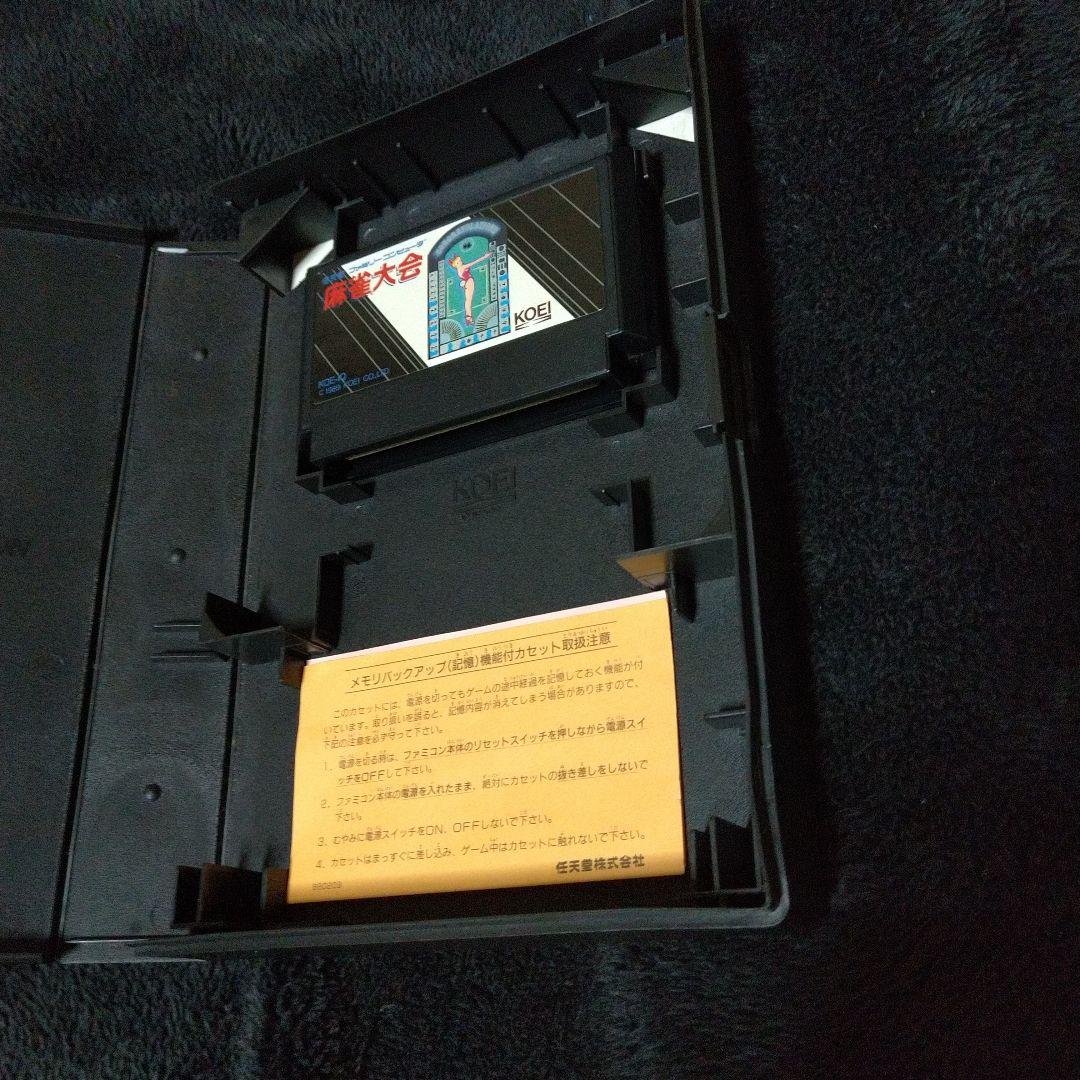 ファミリーコンピュータ
麻雀大会
KOEI
KOE-IO
© 1989 KOEI CO.,LTD
KOEI
メモリバックアップ(記憶)機能付カセット取扱注意
このカセットには、電源を切ってもゲームの途中経過を記憶しておく機能が付
いています。取り扱いを誤ると、記憶内容が消えてしまう場合がありますので、
下記の注意を必ず守って下さい。
1. 電源を切る時は、ファミコン本体のリセットスイッチを押しながら電源スイ
ッチをOFFして下さい。
2. ファミコン本体の電源を入れたまま、絶対にカセットの抜き差しをしないで
下さい。
3. むやみに電源スイッチをON、OFFしないで下さい。
4. カセットはまっすぐに差し込み、ゲーム中はカセットに触れないで下さい。
任天堂株式会社